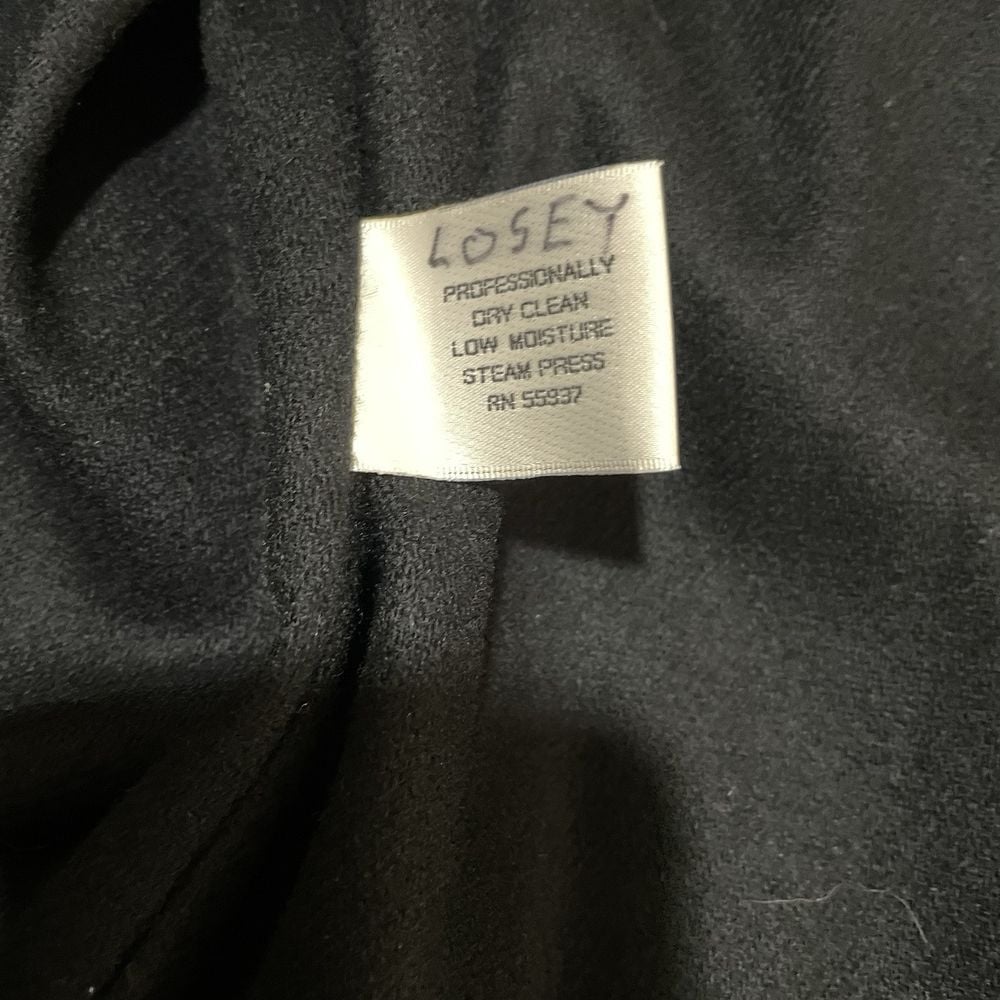 LOSEY
PROFESSIONALLY
DRY CLEAN
LOW MOISTURE
STEAM PRESS
RN 55937